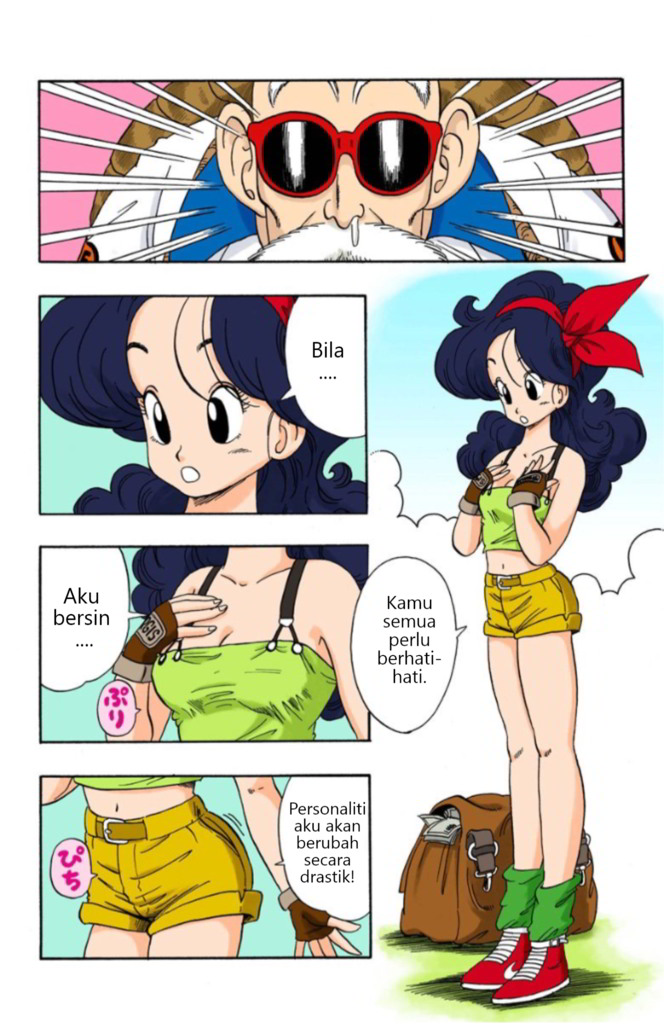 Bila
....
Aku
bersin
....
ぷり
Kamu
semua
perlu
berhati-
hati.
Personaliti
aku akan
berubah
secara
drastik!
ぴち